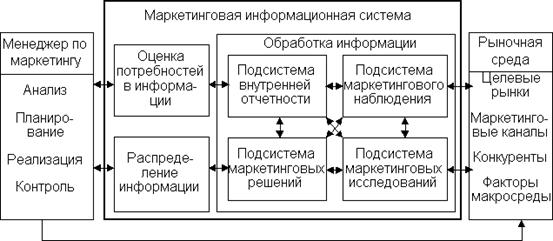 Маркетинговая информационная система
Менеджер по
маркетингу
Анализ
Планиро-
вание
Реализация
Контроль
Оценка
потребностей
в информа-
ции
Распреде-
ление
информации
Обработка информации
Подсистема
внутренней
отчетности
Подсистема
маркетингового
наблюдения
Подсистема
маркетинговых
решений
Подсистема
маркетинговых
исследований
Рыночная
среда
Целевые
рынки
Маркетинго-
вые каналы
Конкуренты
Факторы
макросреды